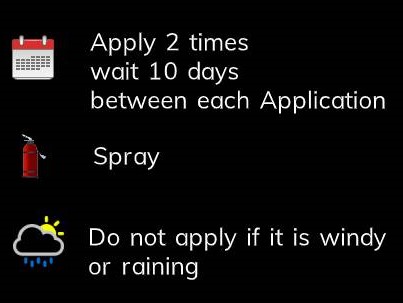 Apply 2 times
wait 10 days
between each Application
Spray
Do not apply if it is windy
or raining